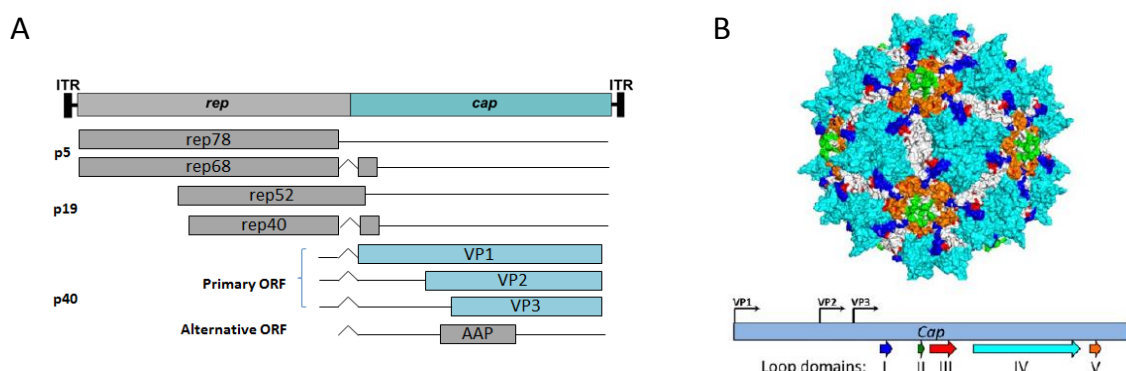 A
ITR
ITR
rep
cap
p5
rep78
rep68
p19
rep52
rep40
p40
Primary ORF
VP1
VP2
VP3
Alternative ORF
AAP
B
VP1
VP2
VP3
Cap
Loop domains:
I
II
III
IV
V